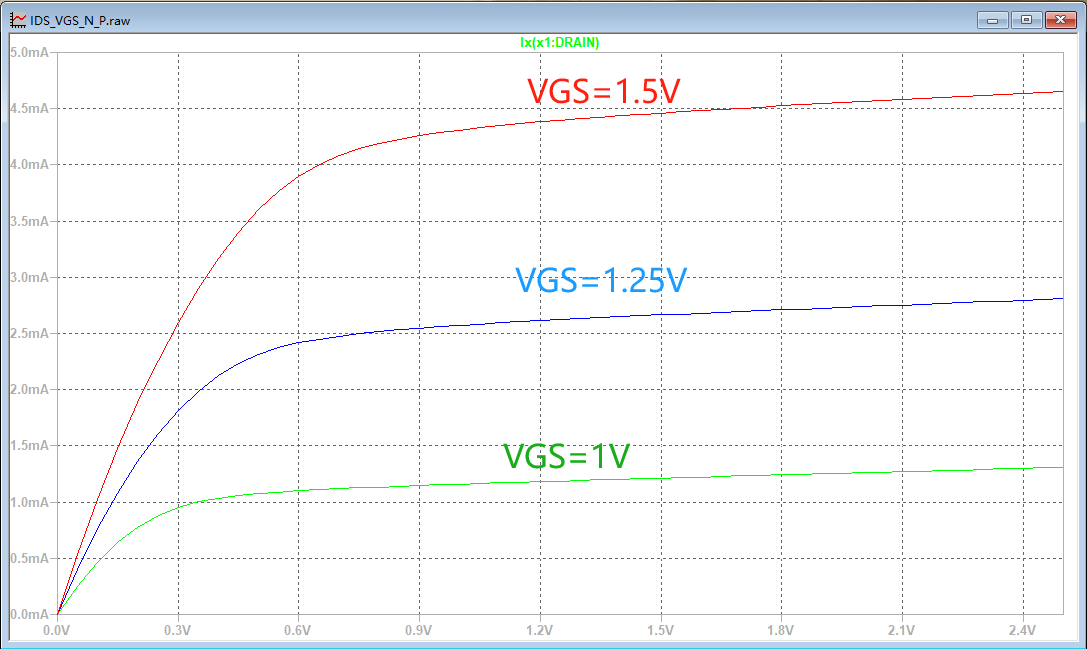 IDS_VGS_N_P.raw
Ix(x1:DRAIN)
5.0mA
VGS=1.5V
4.5mA
4.0mA
3.5mA
3.0mA
VGS=1.25V
2.5mA
2.0mA
1.5mA
VGS=1V
1.0mA
0.5mA
0.0mA
0.0V 0.3V 0.6V 0.9V 1.2V 1.5V 1.8V 2.1V 2.4V